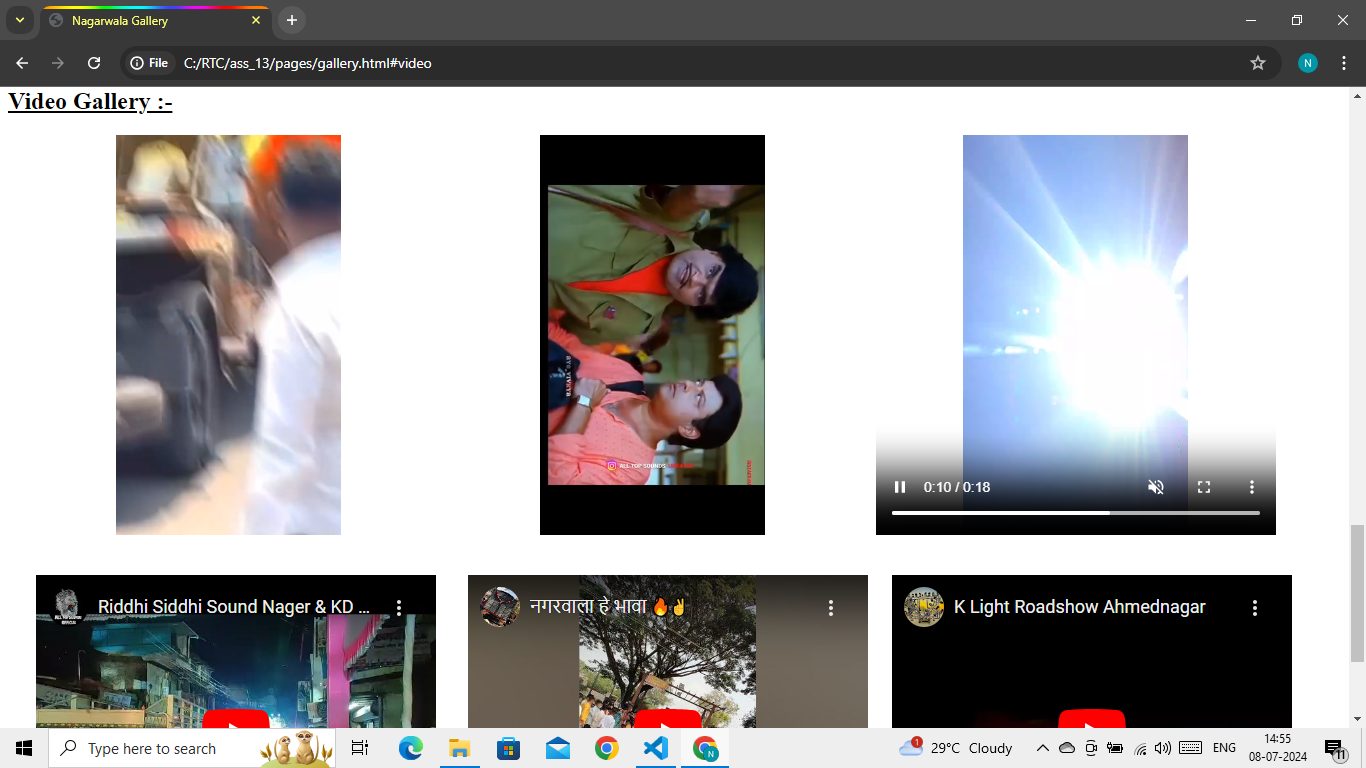 Nagarwala Gallery
File
C:/RTC/ass_13/pages/gallery.html#video
N
Video Gallery :-
ALL TOP SOUNDS
0:10 / 0:18
Riddhi Siddhi Sound Nager & KD ...
नगरवाला हे भावा 🔥✌
K Light Roadshow Ahmednagar
Type here to search
N
1
29°C Cloudy
ENG
14:55
08-07-2024
11